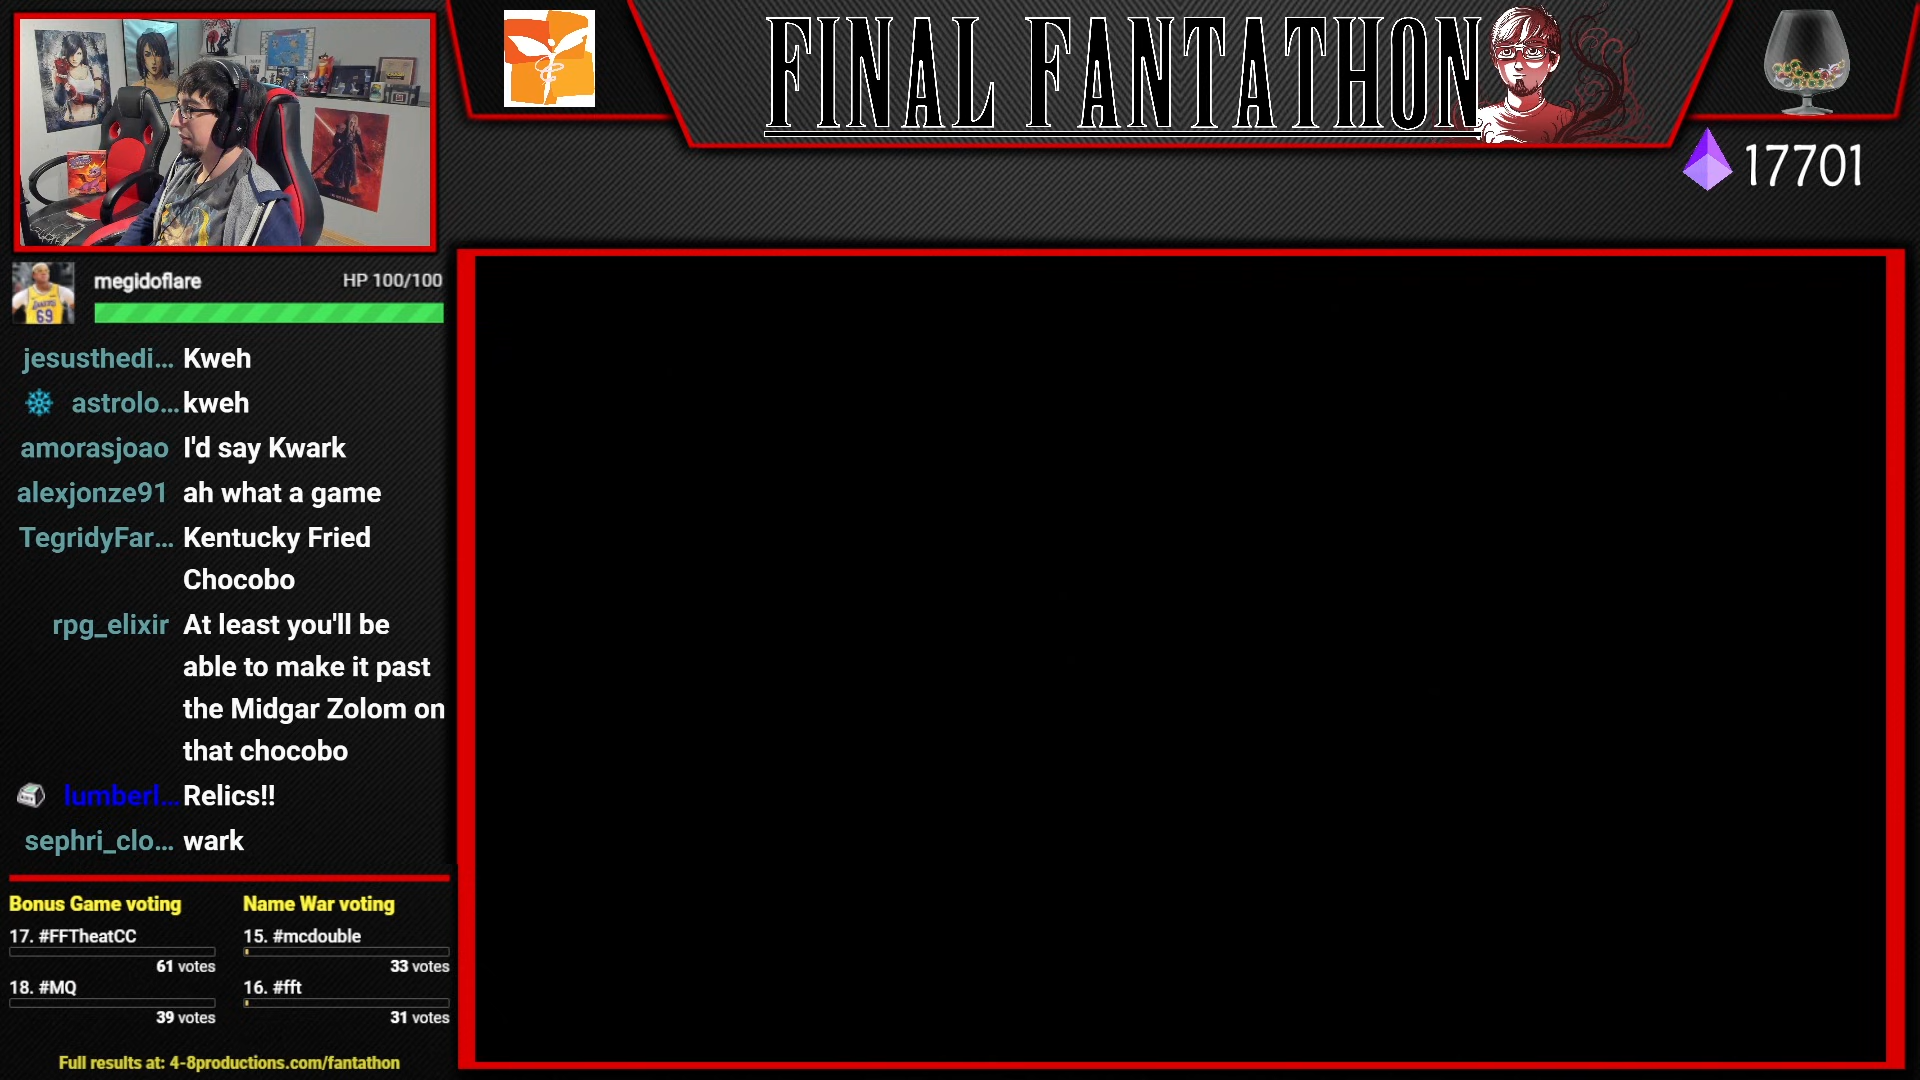 FINAL FANTATHON
17701
megidoflare HP 100/100
69
jesusthedi... Kweh
astrolo... kweh
amorasjoao I'd say Kwark
alexjonze91 ah what a game
TegridyFar... Kentucky Fried
Chocobo
rpg_elixir At least you'll be
able to make it past
the Midgar Zolom on
that chocobo
lumberl... Relics!!
sephri_clo... wark
Bonus Game voting
17. #FFTheatCC
61 votes
18. #MQ
39 votes
Name War voting
15. #mcdouble
33 votes
16. #fft
31 votes
Full results at: 4-8productions.com/fantathon